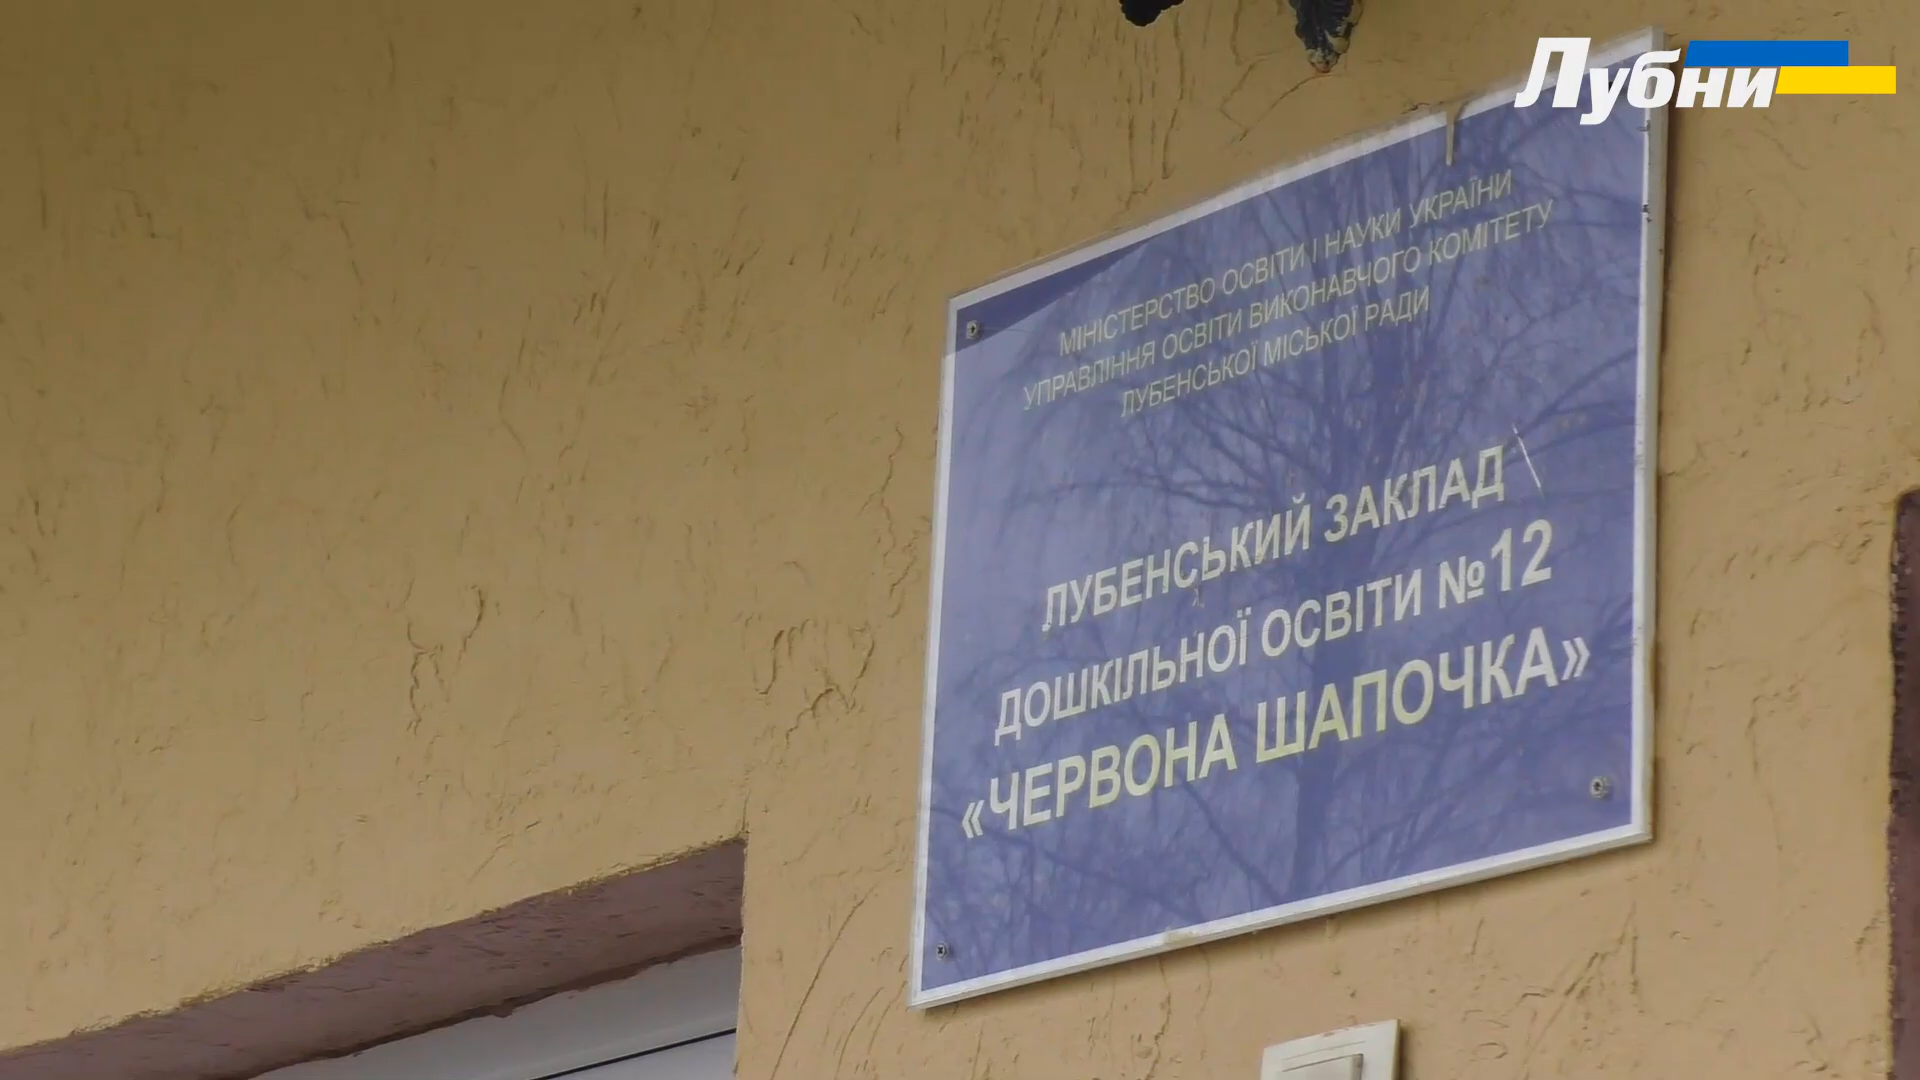 Лубни
МІНІСТЕРСТВО ОСВІТИ І НАУКИ УКРАЇНИ
УПРАВЛІННЯ ОСВІТИ ВИКОНАВЧОГО КОМІТЕТУ
ЛУБЕНСЬКОЇ МІСЬКОЇ РАДИ
ЛУБЕНСЬКИЙ ЗАКЛАД
ДОШКІЛЬНОЇ ОСВІТИ №12
«ЧЕРВОНА ШАПОЧКА»